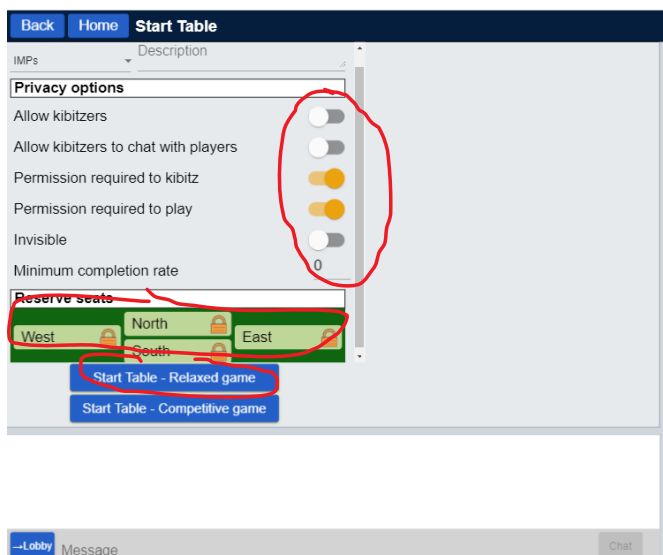 Back Home Start Table
IMPs Description
Privacy options
Allow kibitzers
Allow kibitzers to chat with players
Permission required to kibitz
Permission required to play
Invisible
Minimum completion rate 0
Reserve seats
North
West East
South
Start Table - Relaxed game
Start Table - Competitive game
→Lobby Message Chat